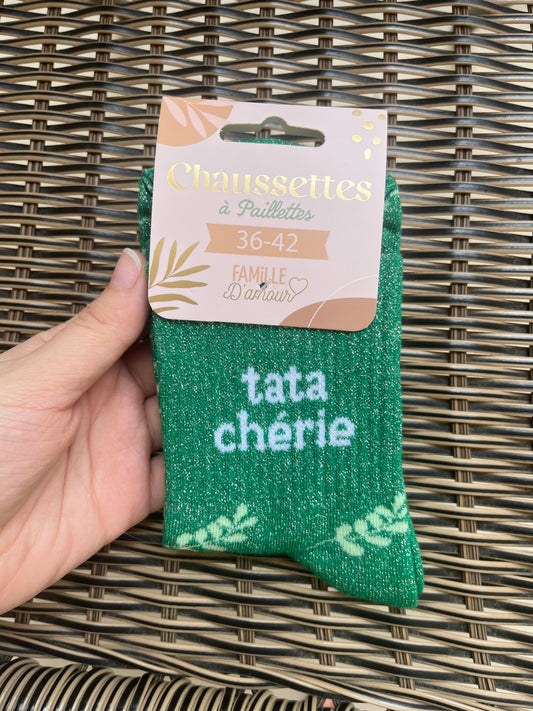 Chaussettes
à Paillettes
36-42
FAMiLLE
D'amour
tata
chérie